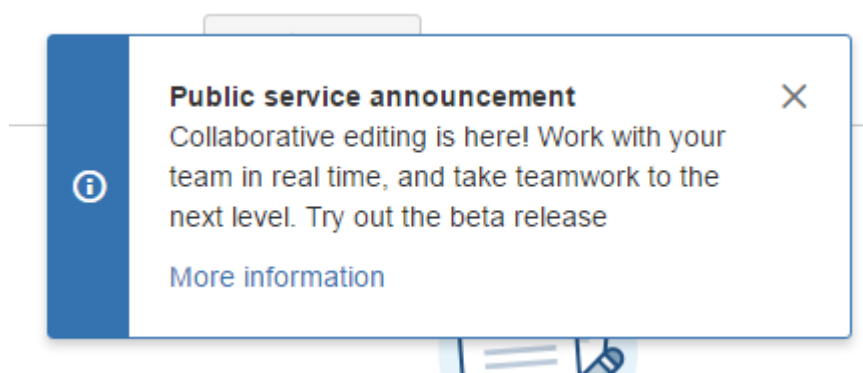 Public service announcement
Collaborative editing is here! Work with your
team in real time, and take teamwork to the
next level. Try out the beta release
More information